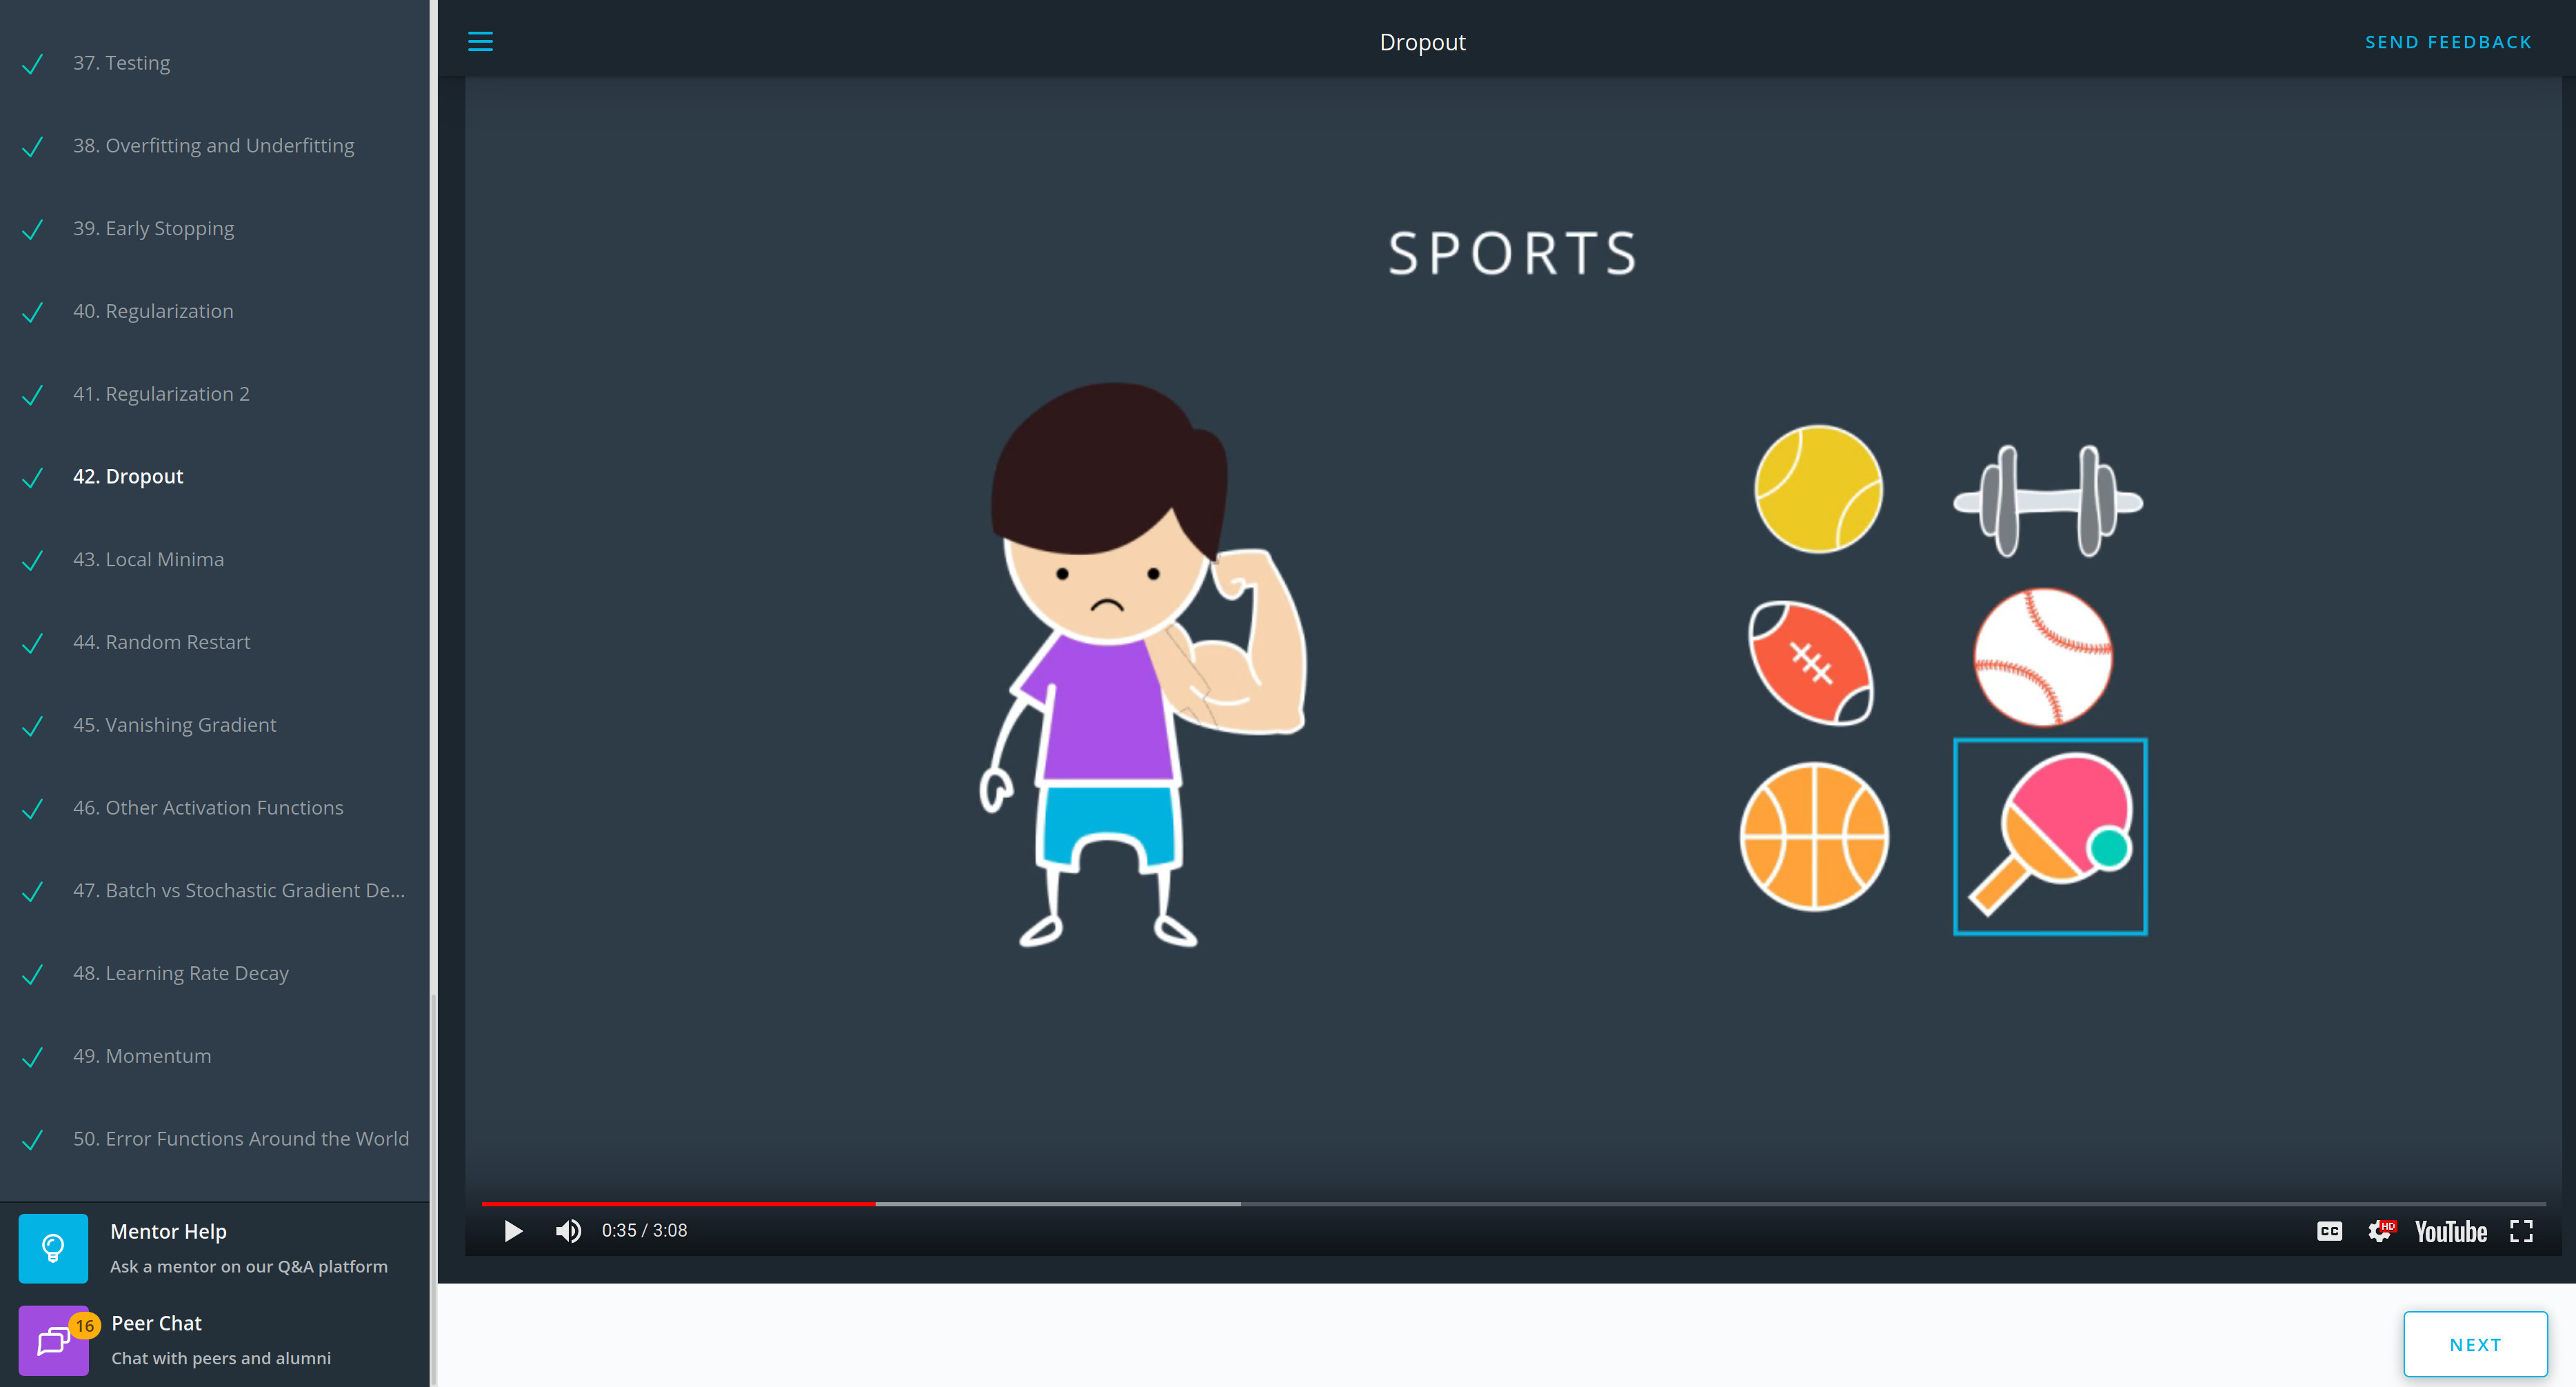 37. Testing
38. Overfitting and Underfitting
39. Early Stopping
40. Regularization
41. Regularization 2
42. Dropout
43. Local Minima
44. Random Restart
45. Vanishing Gradient
46. Other Activation Functions
47. Batch vs Stochastic Gradient De...
48. Learning Rate Decay
49. Momentum
50. Error Functions Around the World
Mentor Help
Ask a mentor on our Q&A platform
16
Peer Chat
Chat with peers and alumni
Dropout
SEND FEEDBACK
SPORTS
0:35 / 3:08
CC
HD
YouTube
NEXT